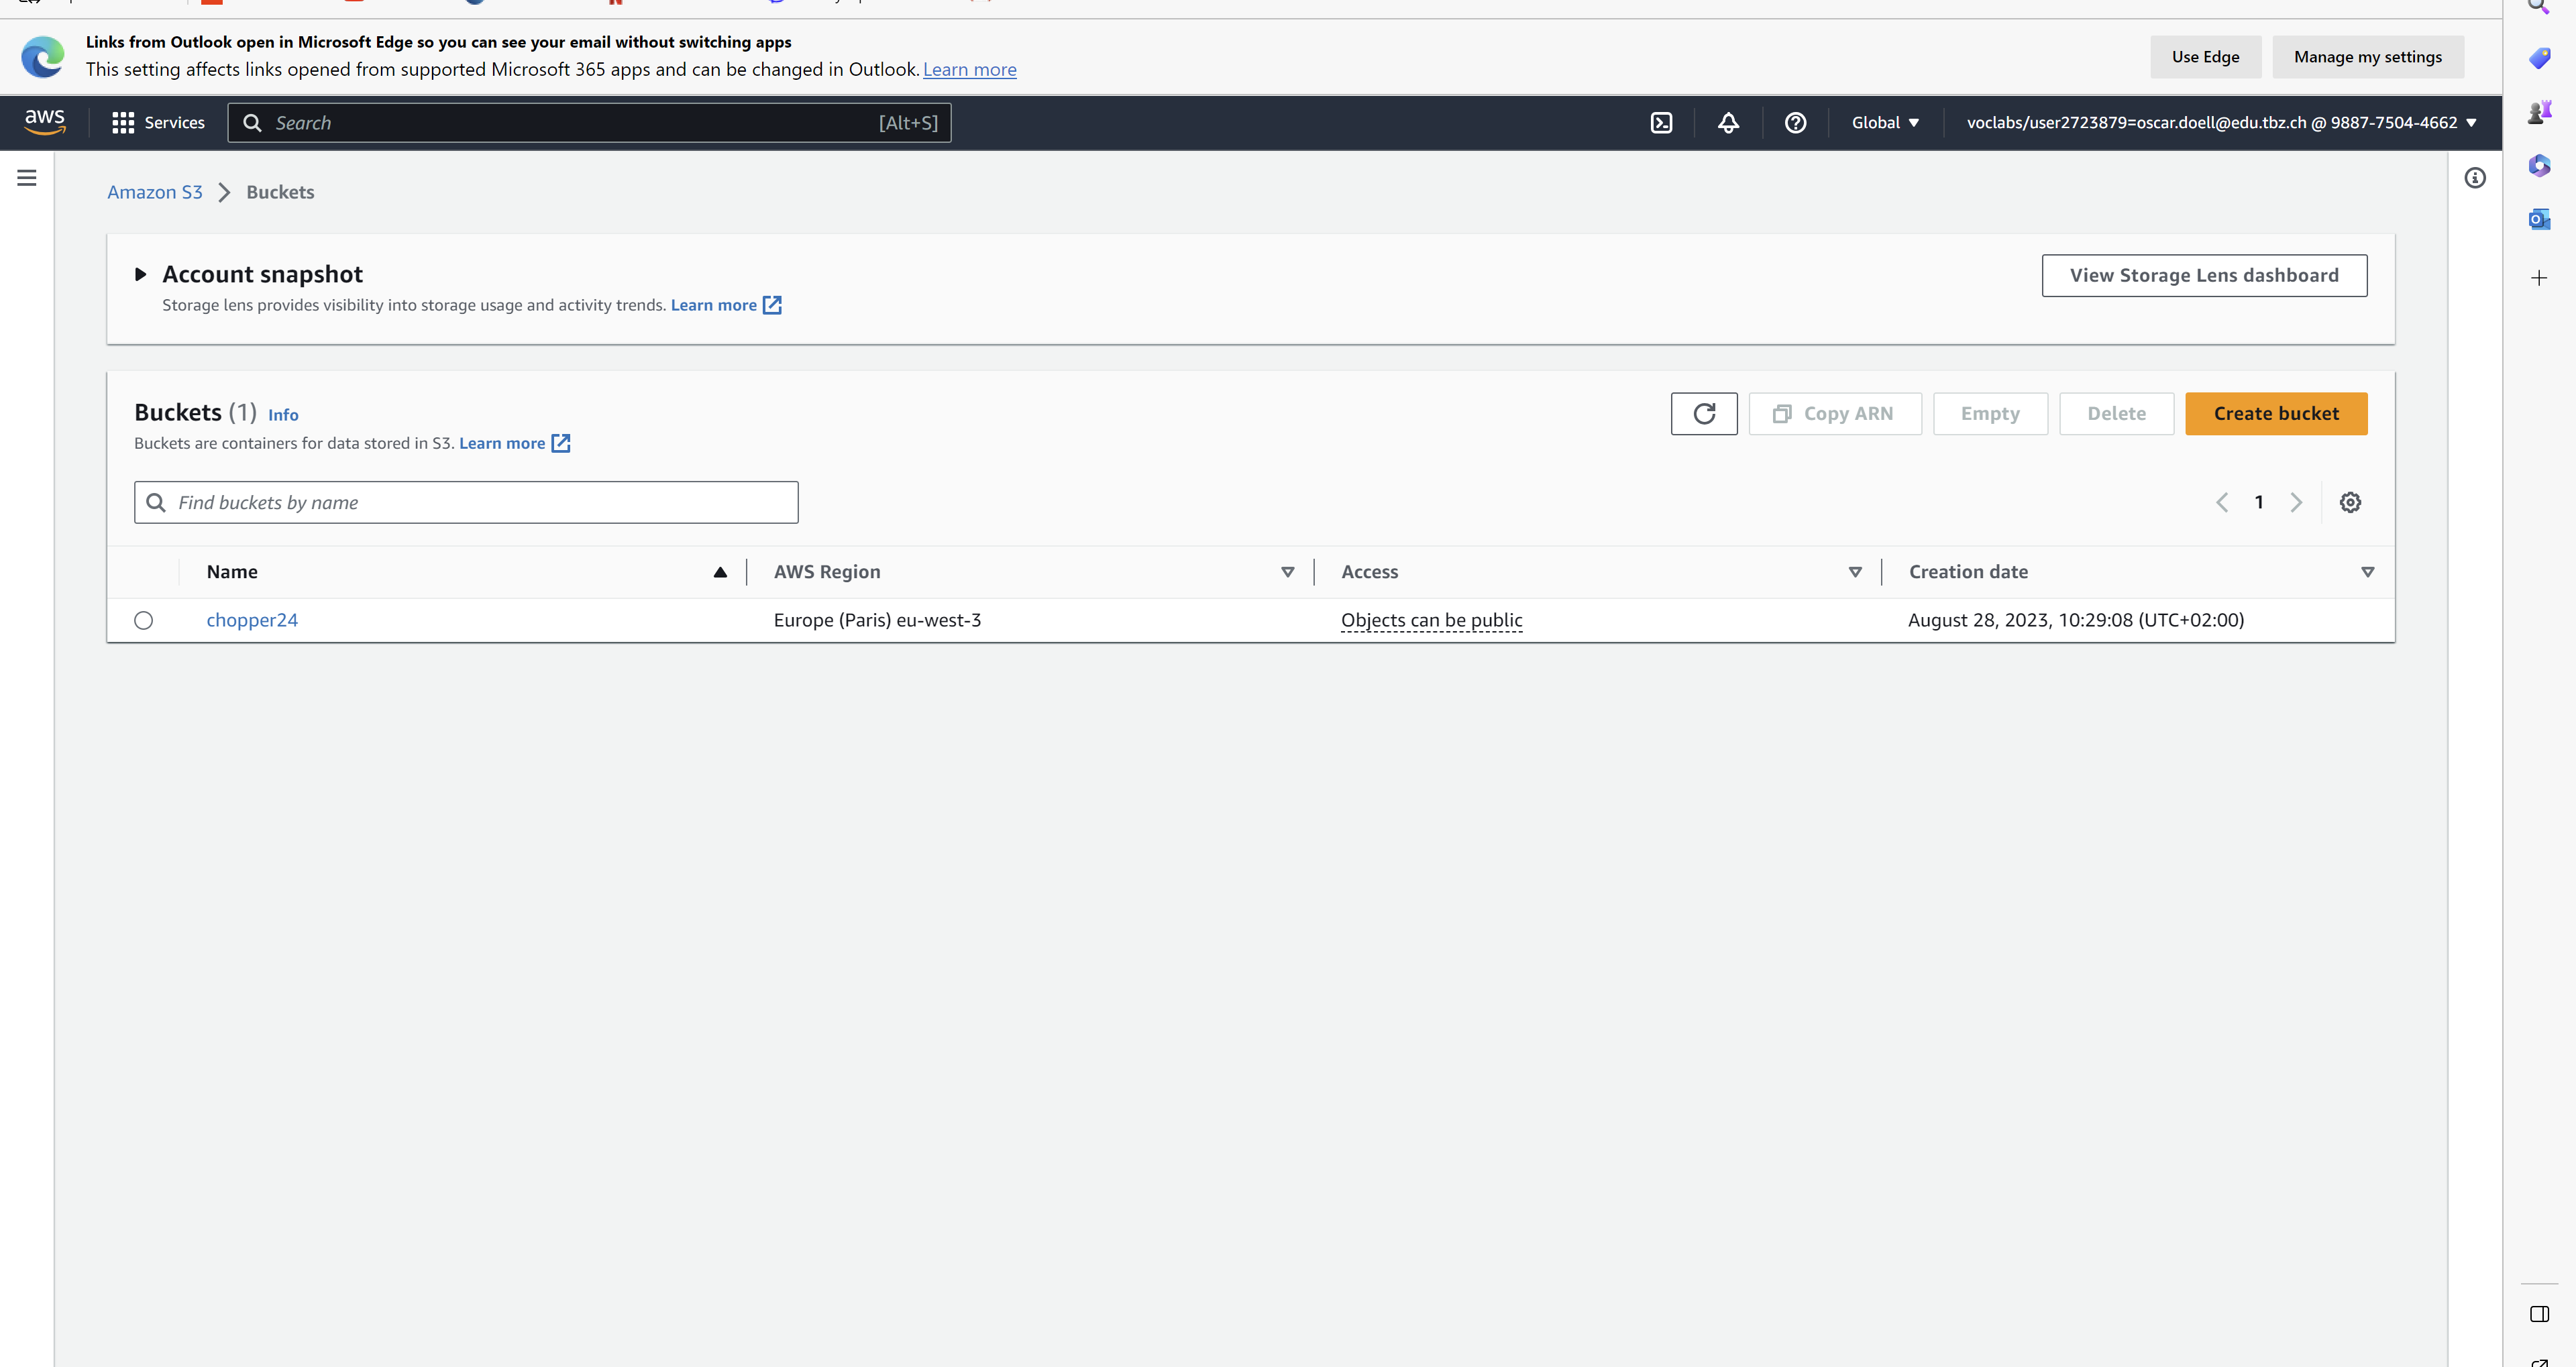 Links from Outlook open in Microsoft Edge so you can see your email without switching apps
This setting affects links opened from supported Microsoft 365 apps and can be changed in Outlook. Learn more
Use Edge
Manage my settings
aws
Services
Search
[Alt+S]
Global
voclabs/user2723879=oscar.doell@edu.tbz.ch @ 9887-7504-4662
Amazon S3
Buckets
Account snapshot
Storage lens provides visibility into storage usage and activity trends. Learn more
View Storage Lens dashboard
Buckets (1) Info
Buckets are containers for data stored in S3. Learn more
Copy ARN
Empty
Delete
Create bucket
Find buckets by name
1
Name
AWS Region
Access
Creation date
chopper24
Europe (Paris) eu-west-3
Objects can be public
August 28, 2023, 10:29:08 (UTC+02:00)